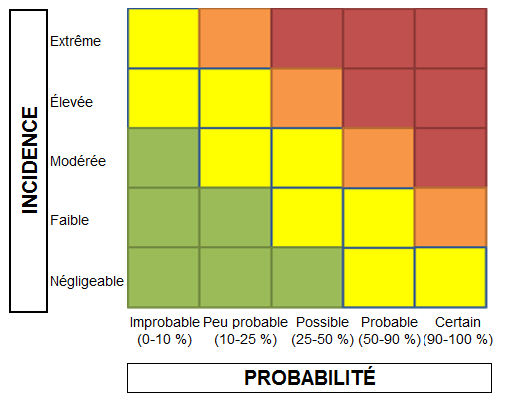 INCIDENCE
Extrême
Élevée
Modérée
Faible
Négligeable
Improbable Peu probable Possible Probable Certain
(0-10 %) (10-25 %) (25-50 %) (50-90 %) (90-100 %)
PROBABILITÉ